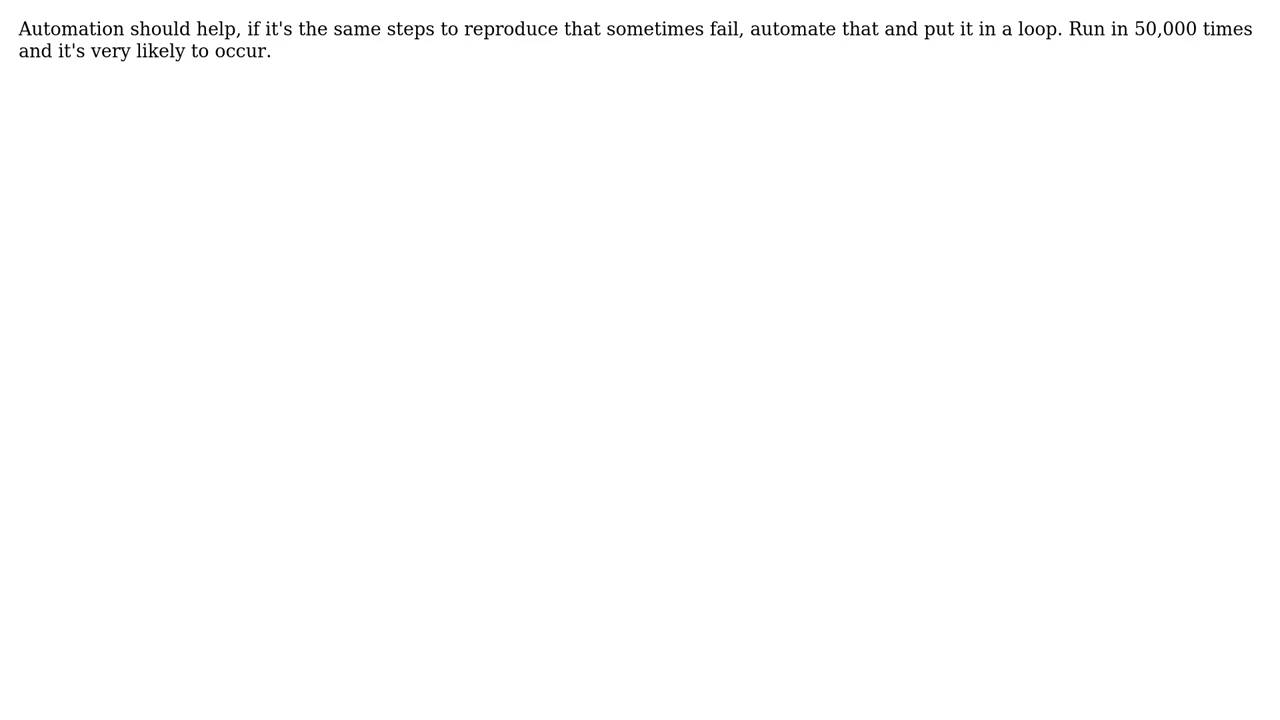 Automation should help, if it's the same steps to reproduce that sometimes fail, automate that and put it in a loop. Run in 50,000 times
and it's very likely to occur.